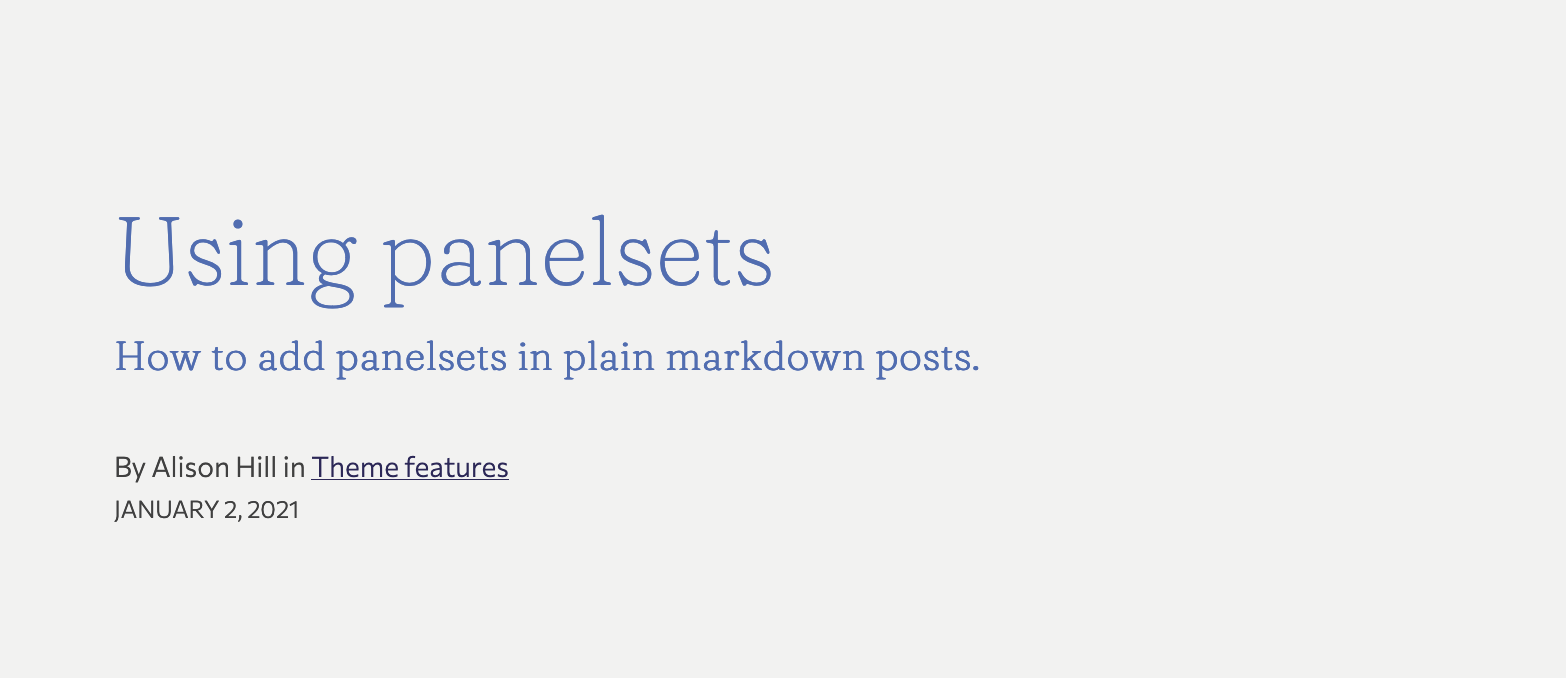 Using panelsets
How to add panelsets in plain markdown posts.
By Alison Hill in Theme features
JANUARY 2, 2021